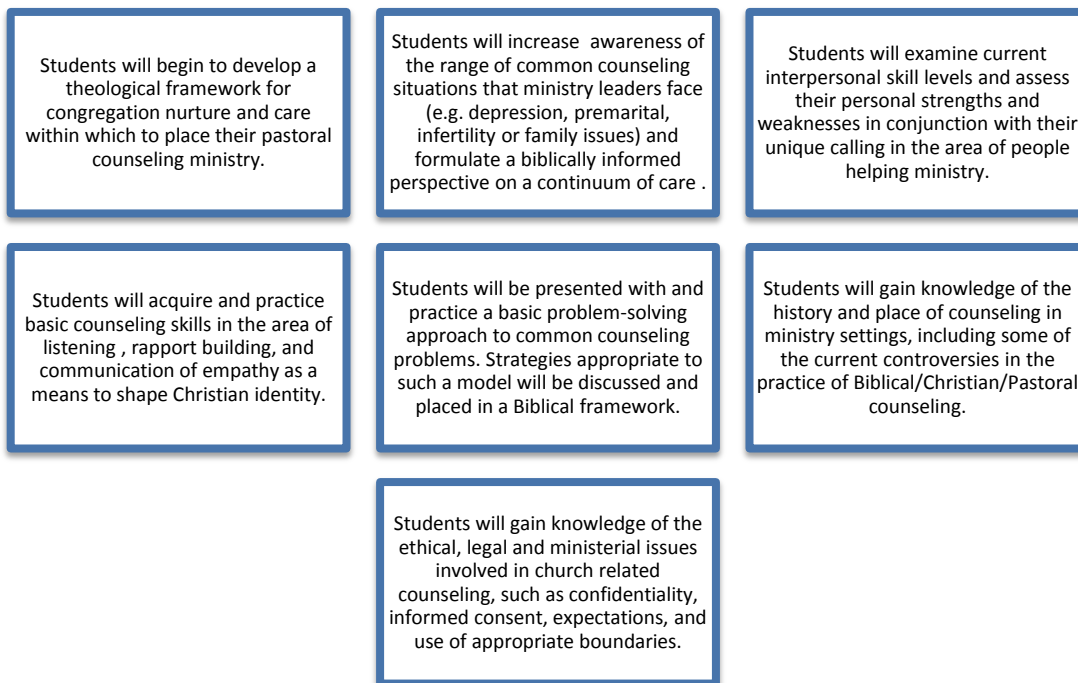 Students will begin to develop a
theological framework for
congregation nurture and care
within which to place their pastoral
counseling ministry.
Students will increase  awareness of
the range of common counseling
situations that ministry leaders face
(e.g. depression, premarital,
infertility or family issues) and
formulate a biblically informed
perspective on a continuum of care .
Students will examine current
interpersonal skill levels and assess
their personal strengths and
weaknesses in conjunction with their
unique calling in the area of people
helping ministry.
Students will acquire and practice
basic counseling skills in the area of
listening , rapport building, and
communication of empathy as a
means to shape Christian identity.
Students will be presented with and
practice a basic problem-solving
approach to common counseling
problems. Strategies appropriate to
such a model will be discussed and
placed in a Biblical framework.
Students will gain knowledge of the
history and place of counseling in
ministry settings, including some of
the current controversies in the
practice of Biblical/Christian/Pastoral
counseling.
Students will gain knowledge of the
ethical, legal and ministerial issues
involved in church related
counseling, such as confidentiality,
informed consent, expectations, and
use of appropriate boundaries.